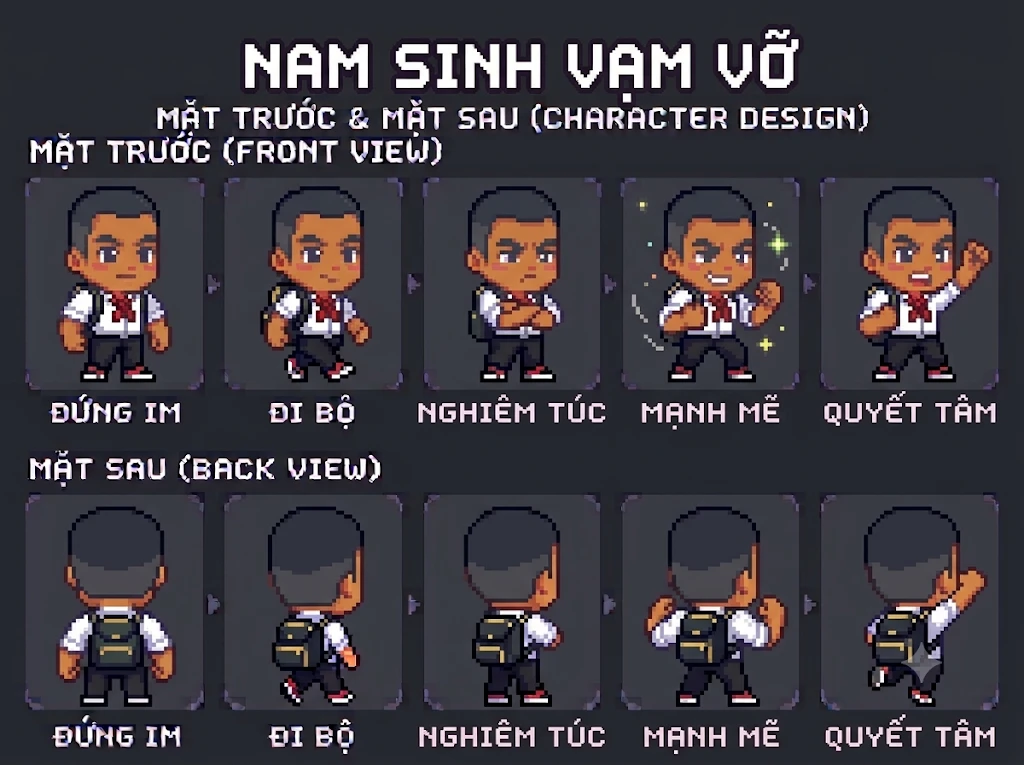 NAM SINH VẠM VỠ
MẶT TRƯỚC & MẶT SAU (CHARACTER DESIGN)
MẶT TRƯỚC (FRONT VIEW)
ĐỨNG IM
ĐI BỘ
NGHIÊM TÚC
MẠNH MẼ
QUYẾT TÂM
MẶT SAU (BACK VIEW)
ĐỨNG IM
ĐI BỘ
NGHIÊM TÚC
MẠNH MẼ
QUYẾT TÂM